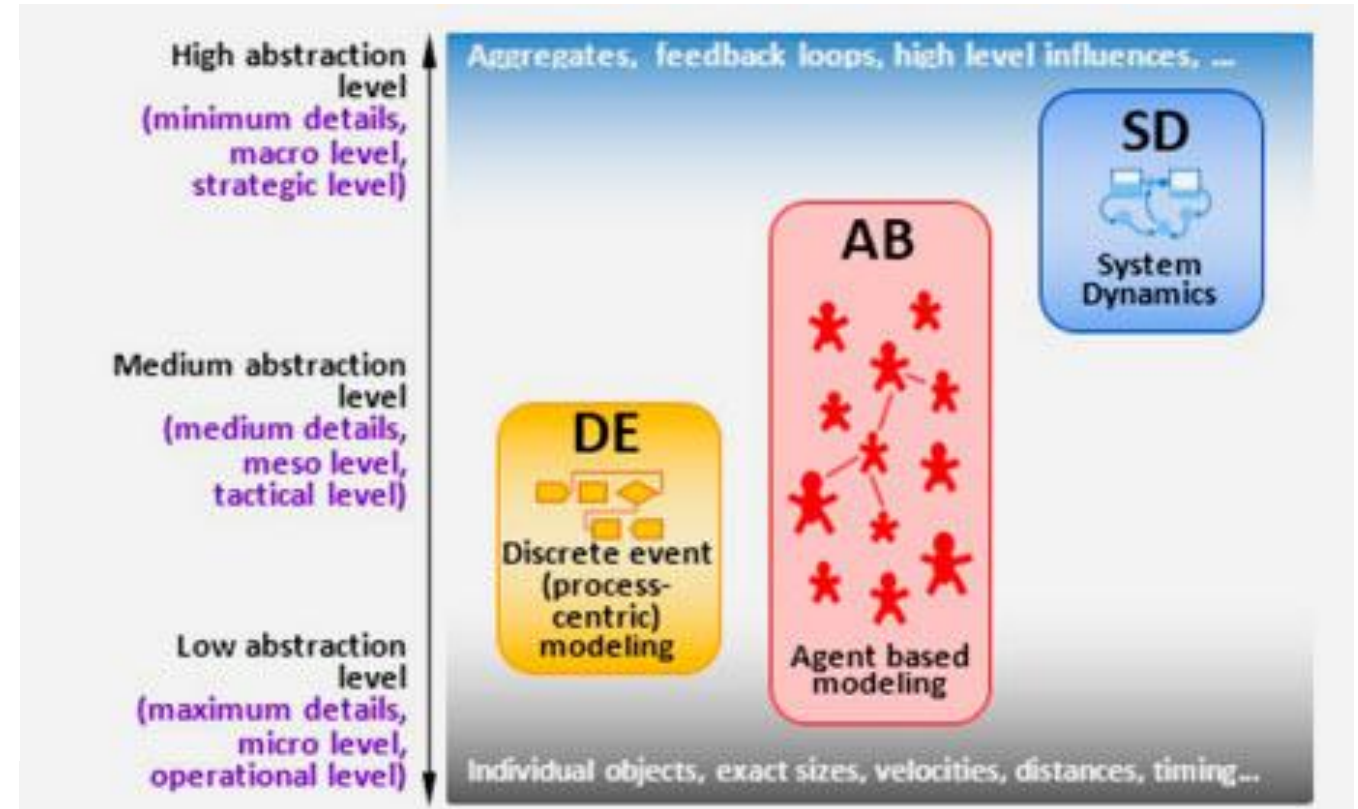 High abstraction
level
(minimum details,
macro level,
strategic level)
Medium abstraction
level
(medium details,
meso level,
tactical level)
Low abstraction
level
(maximum details,
micro level,
operational level)
Aggregates, feedback loops, high level influences, ...
DE
Discrete event
(process-
centric)
modeling
AB
Agent based
modeling
SD
System
Dynamics
Individual objects, exact sizes, velocities, distances, timing...